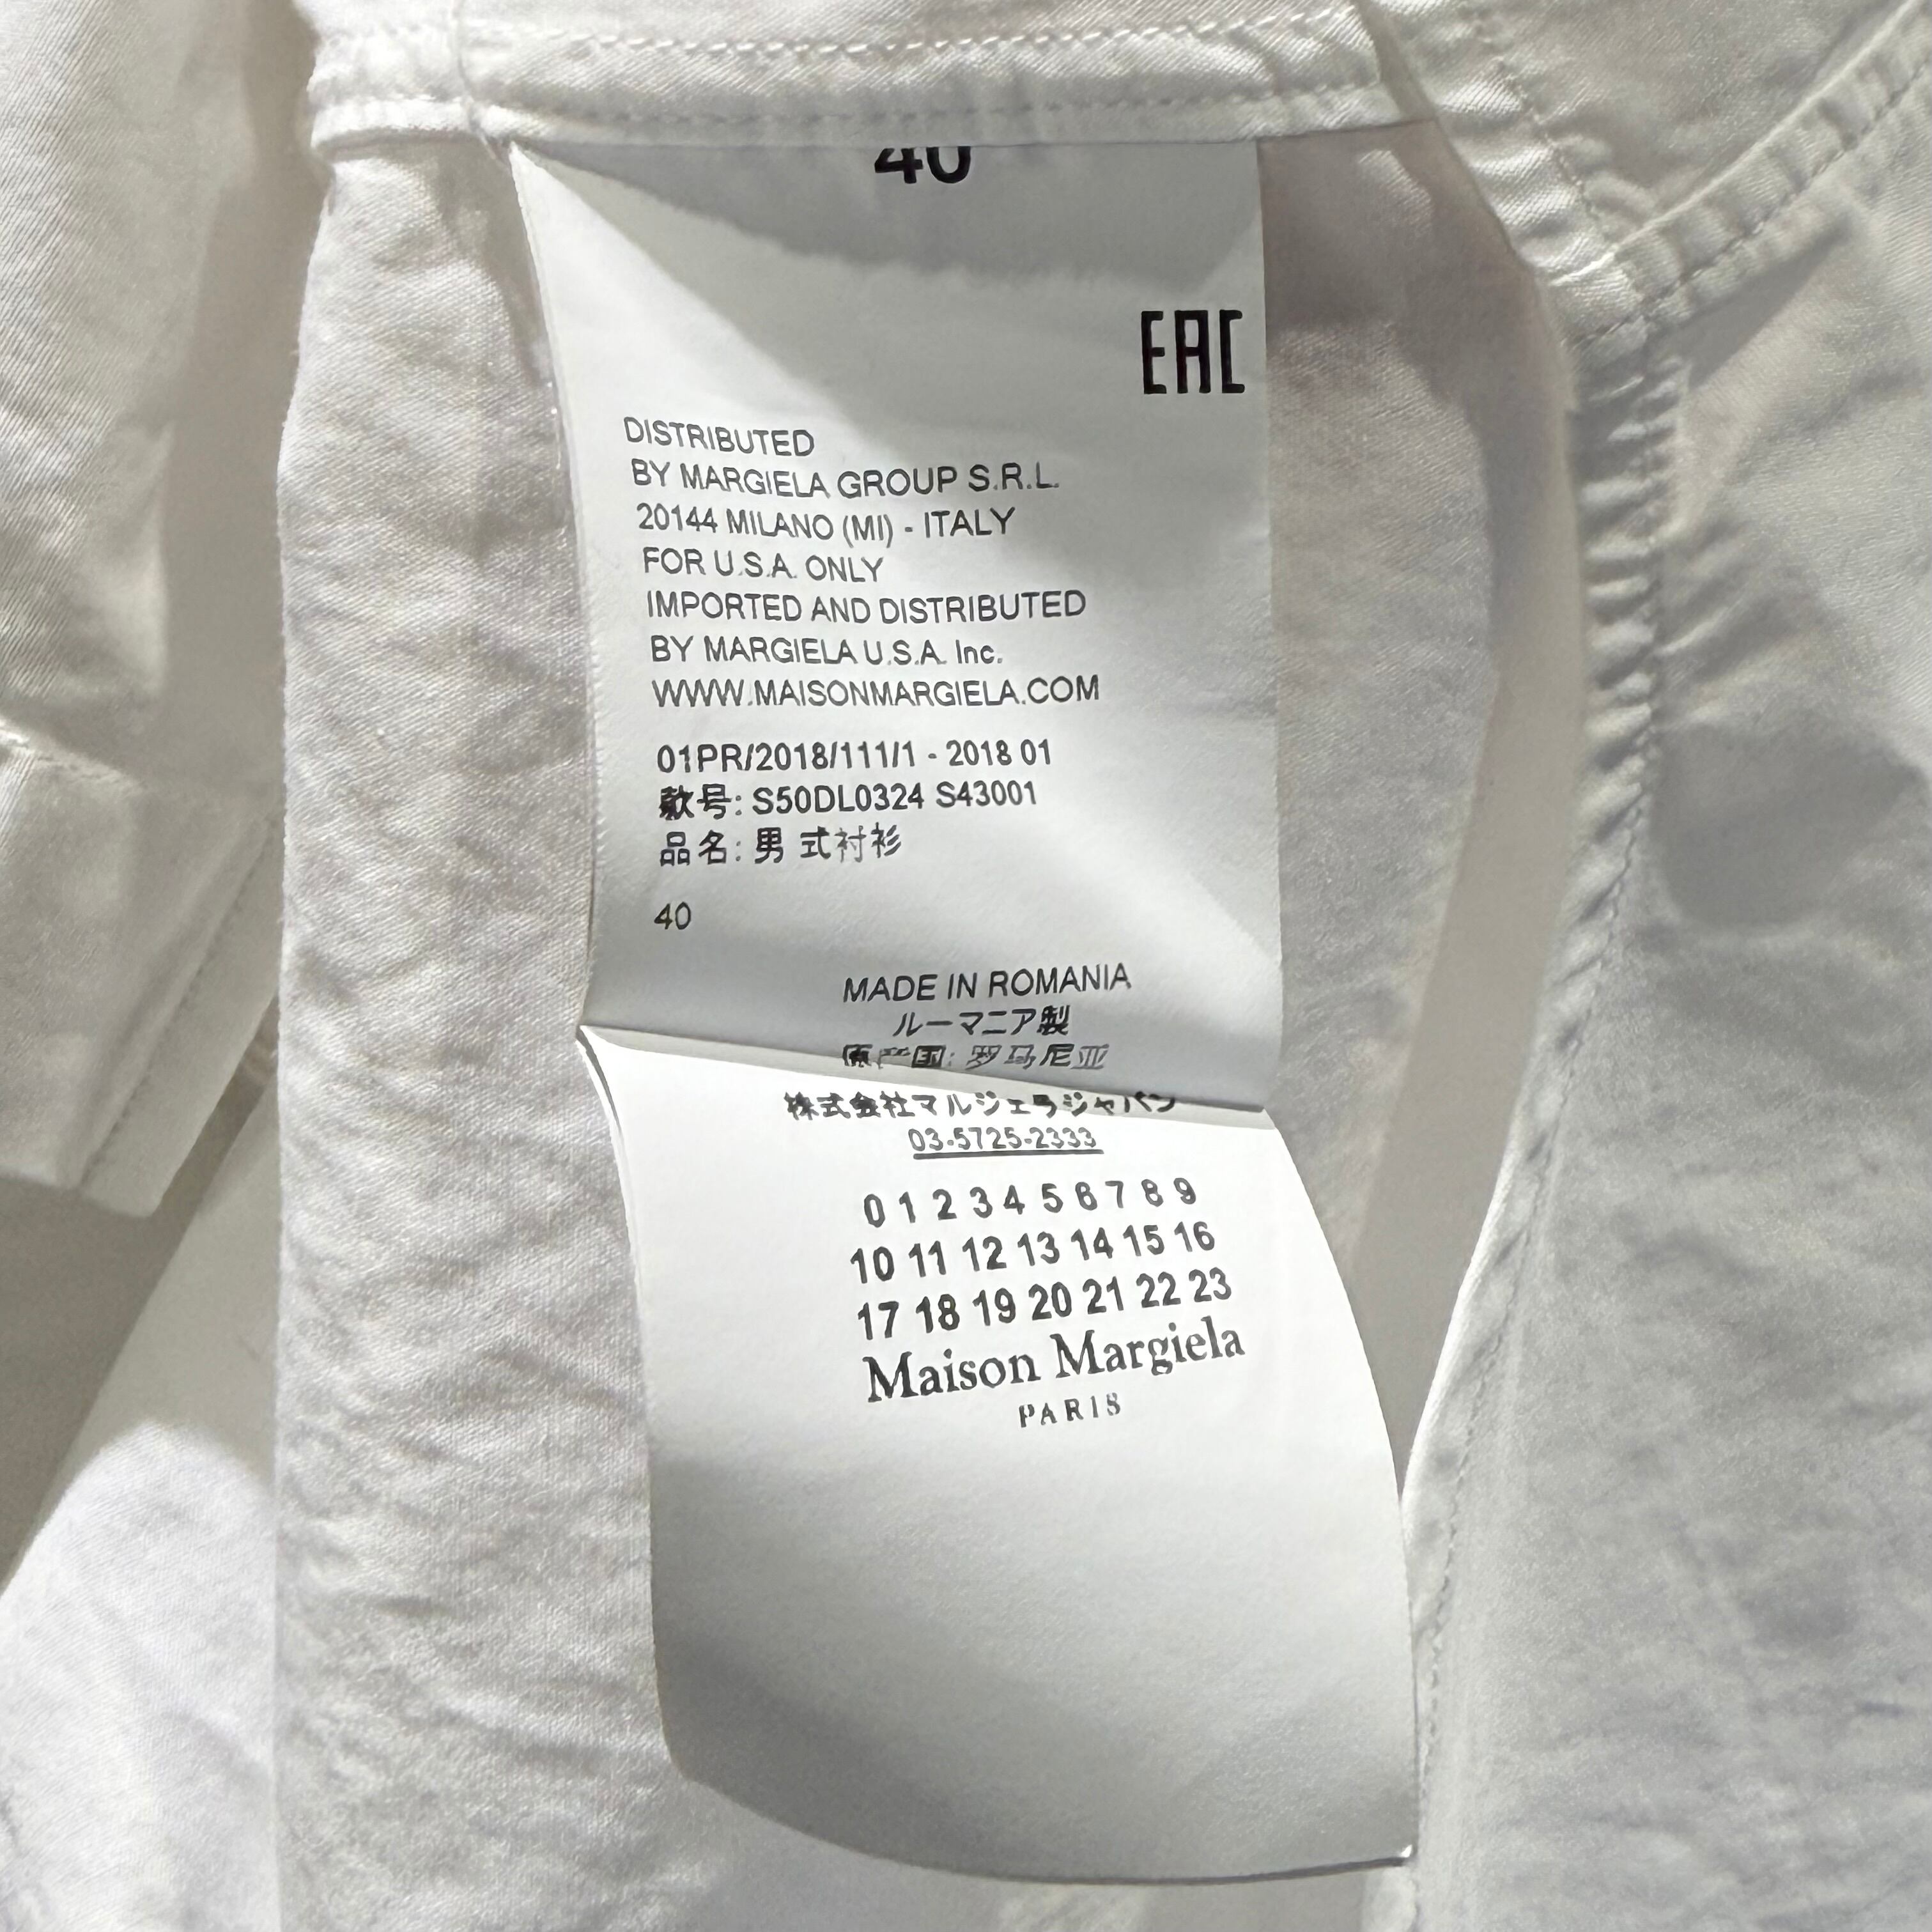 40
EAC
DISTRIBUTED
BY MARGIELA GROUP S.R.L.
20144 MILANO (MI) - ITALY
FOR U.S.A. ONLY
IMPORTED AND DISTRIBUTED
BY MARGIELA U.S.A. Inc.
WWW.MAISONMARGIELA.COM
01PR/2018/111/1 - 2018 01
款号: S50DL0324 S43001
品名: 男式衬衫
40
MADE IN ROMANIA
ルーマニア製
原产国: 罗马尼亚
株式会社マルジェラジャパン
03-5725-2333
0 1 2 3 4 5 6 7 8 9
10 11 12 13 14 15 16
17 18 19 20 21 22 23
Maison Margiela
PARIS